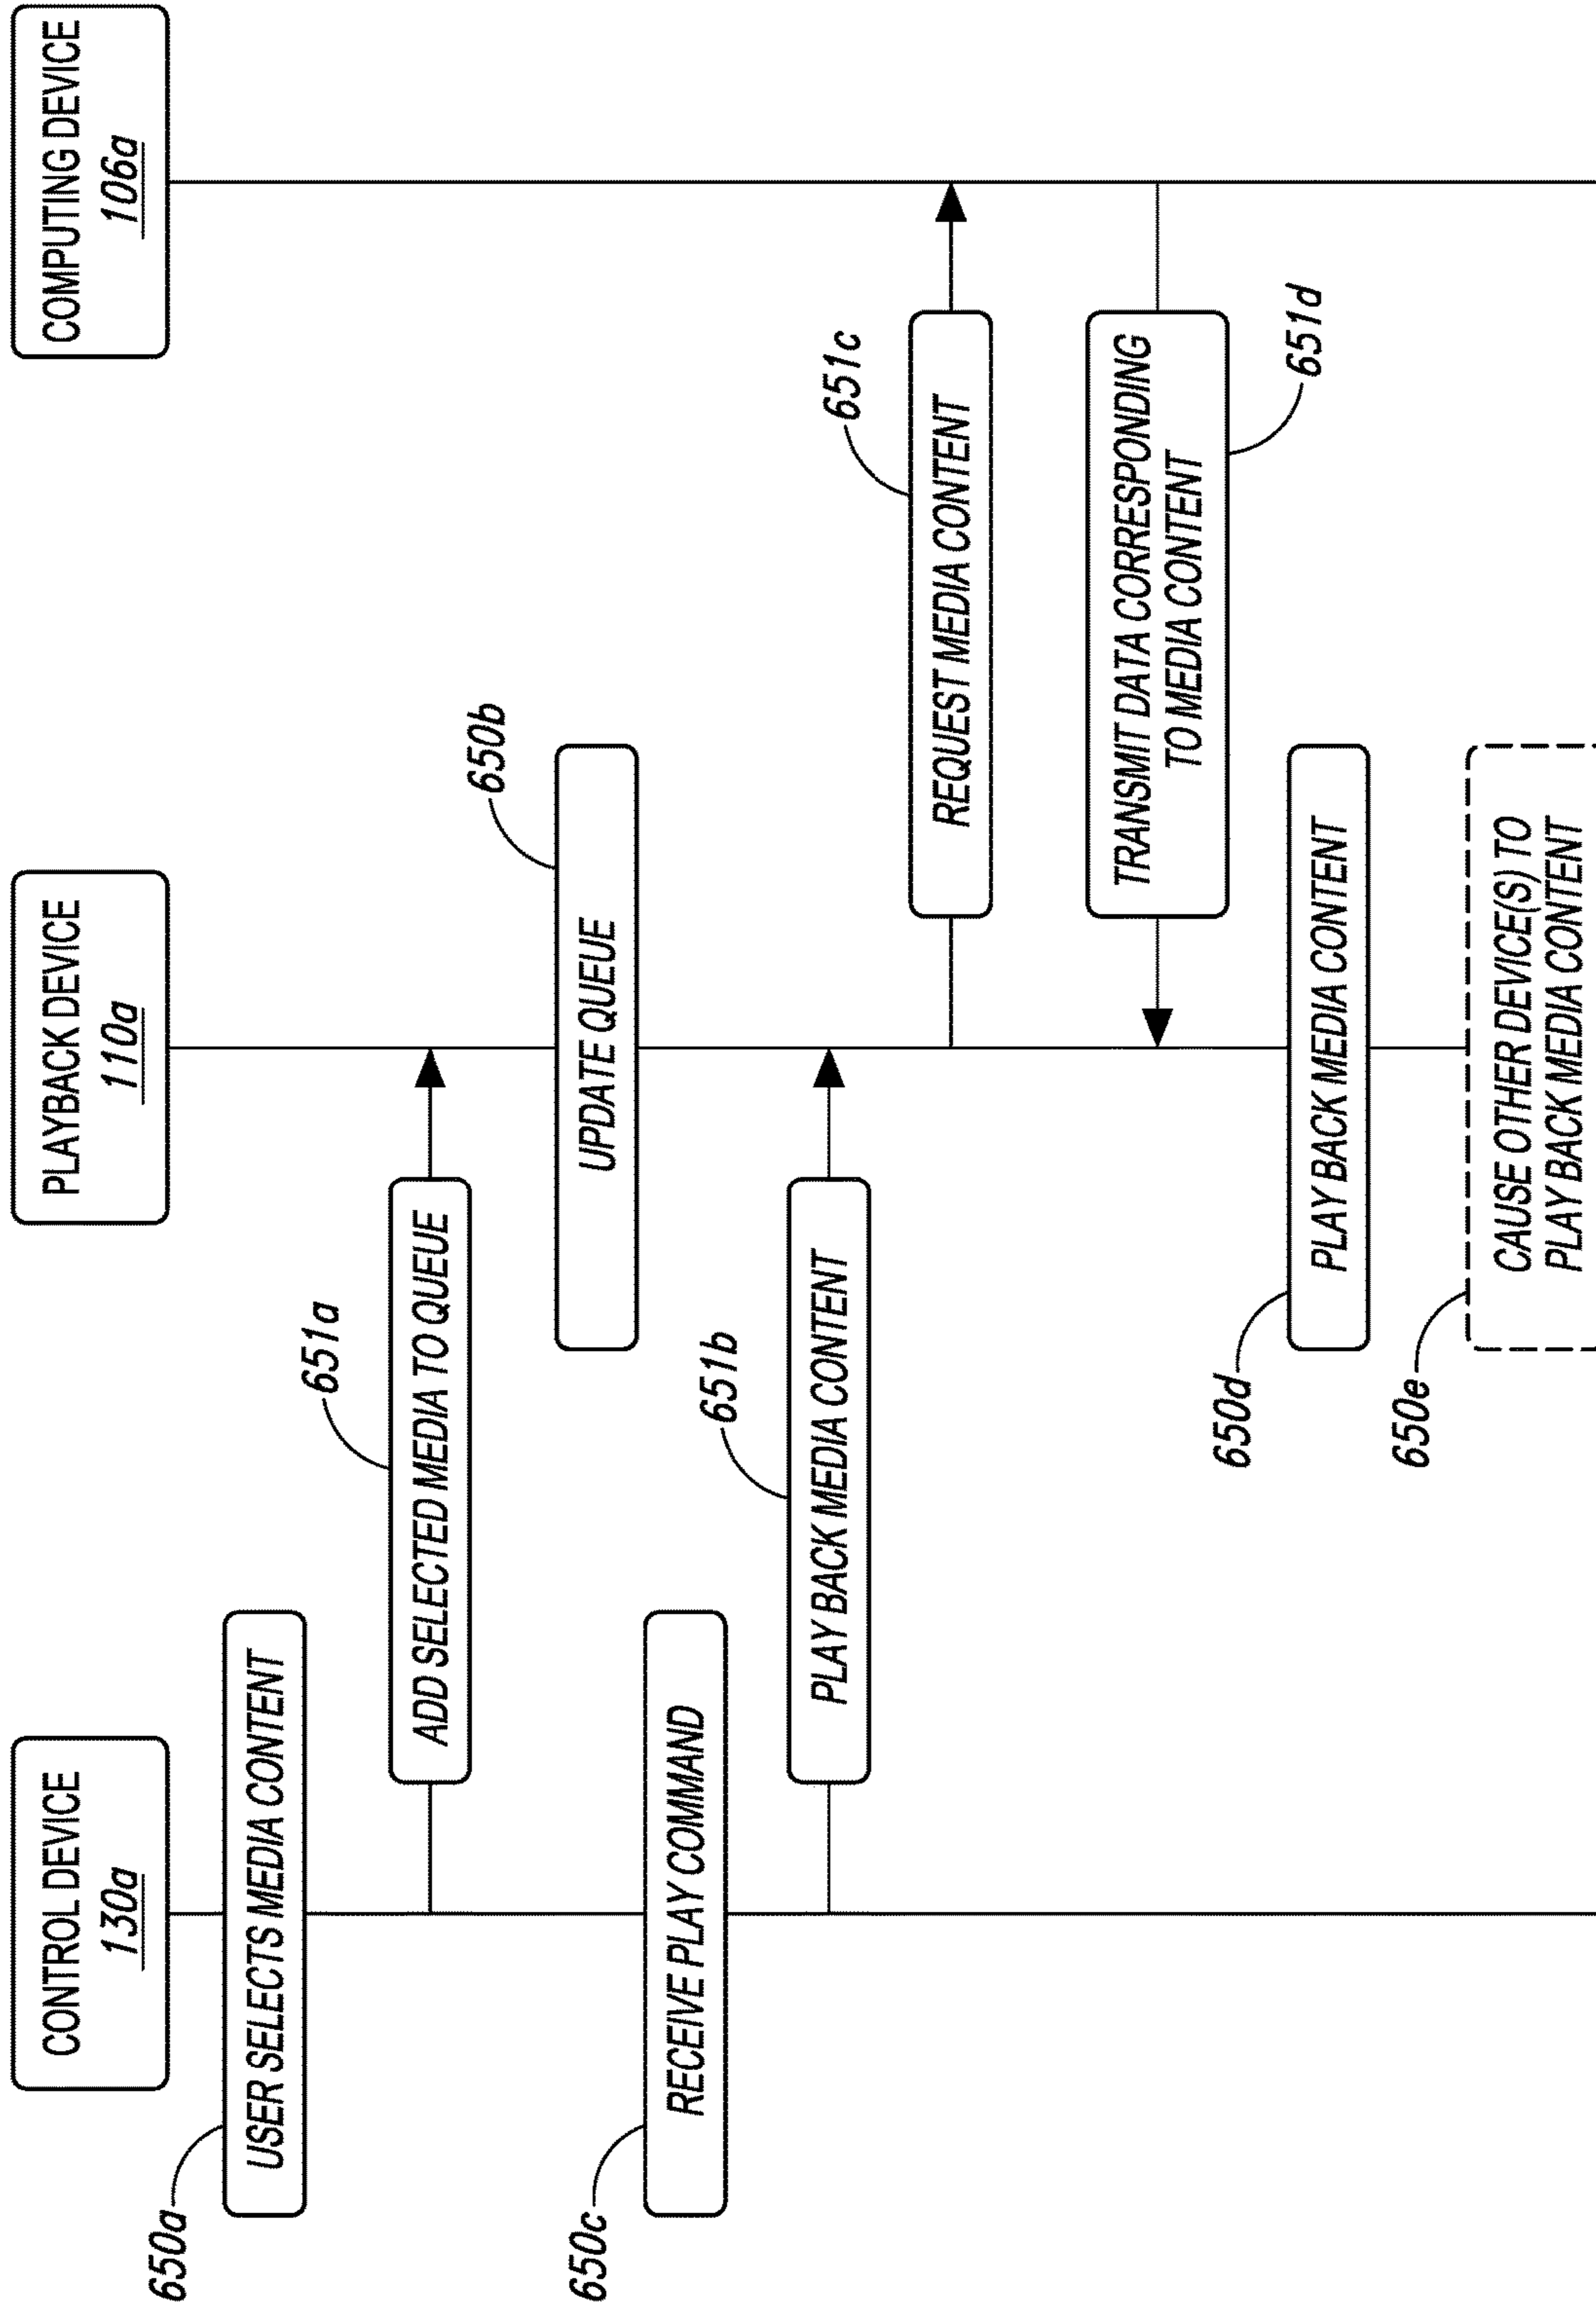 CONTROL DEVICE
130a
PLAYBACK DEVICE
110a
COMPUTING DEVICE
106a
650a
USER SELECTS MEDIA CONTENT
651a
ADD SELECTED MEDIA TO QUEUE
650b
UPDATE QUEUE
650c
RECEIVE PLAY COMMAND
651b
PLAY BACK MEDIA CONTENT
651c
REQUEST MEDIA CONTENT
TRANSMIT DATA CORRESPONDING
TO MEDIA CONTENT
651d
650d
PLAY BACK MEDIA CONTENT
650e
CAUSE OTHER DEVICE(S) TO
PLAY BACK MEDIA CONTENT